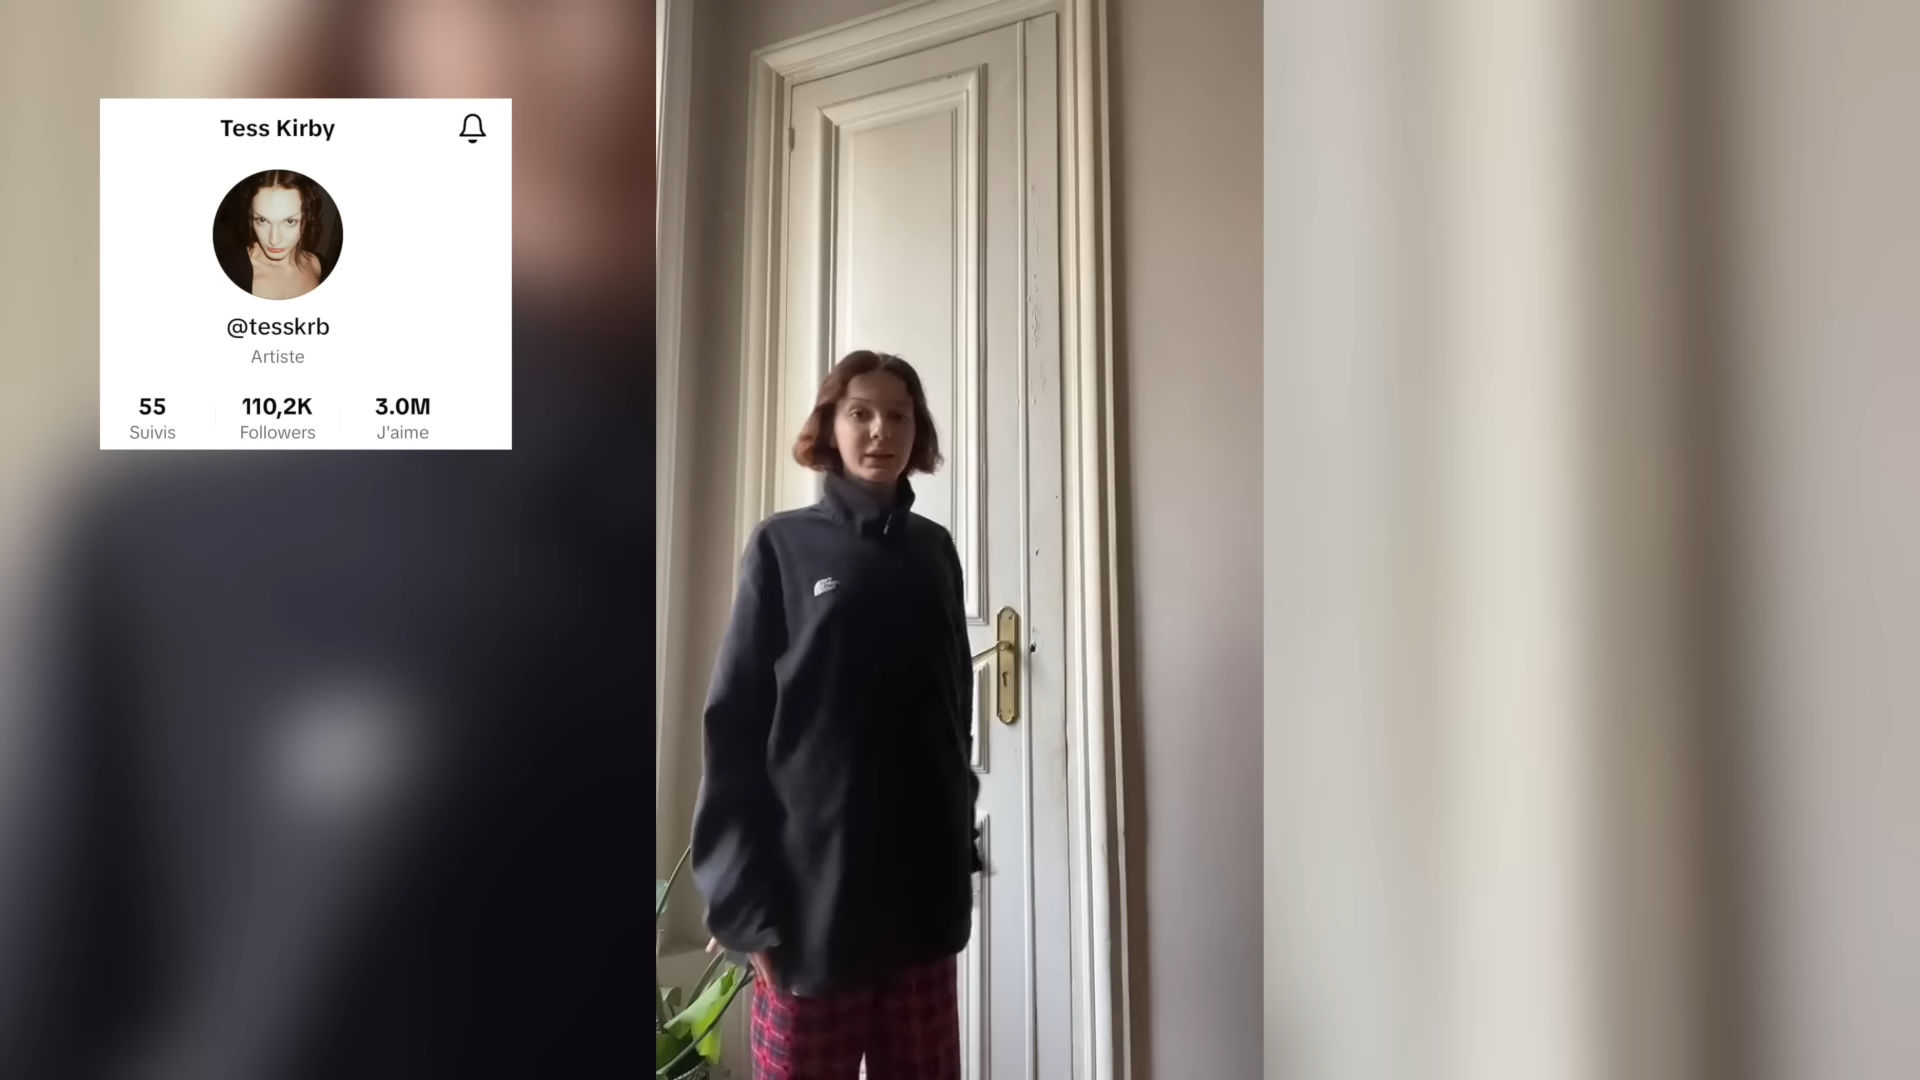 Tess Kirby
@tesskrb
Artiste
55 110,2K 3.0M
Suivis Followers J'aime